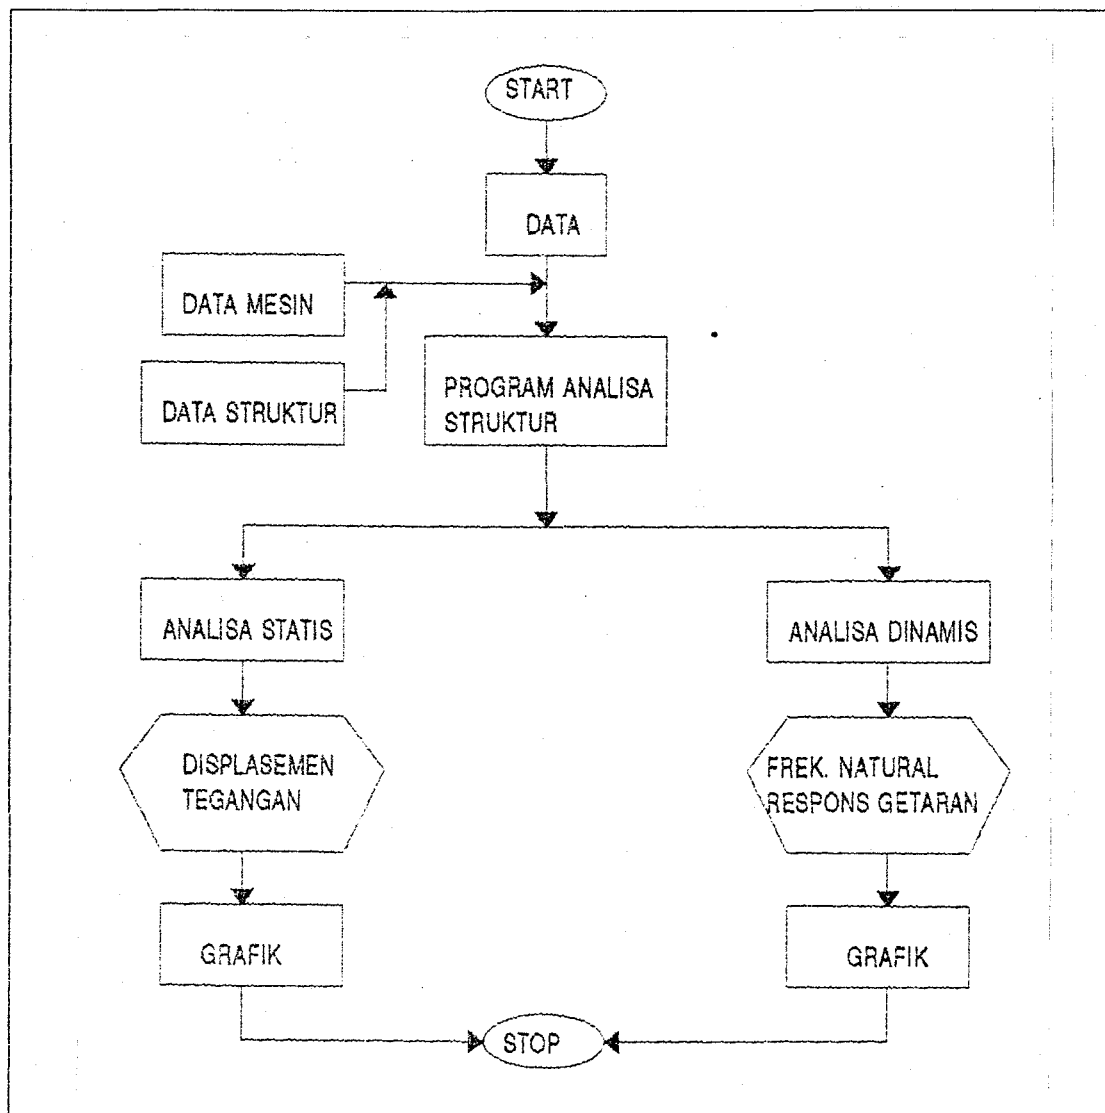 START
DATA
DATA MESIN
DATA STRUKTUR
PROGRAM ANALISA
STRUKTUR
ANALISA STATIS
ANALISA DINAMIS
DISPLASEMEN
TEGANGAN
FREK. NATURAL
RESPONS GETARAN
GRAFIK
GRAFIK
STOP